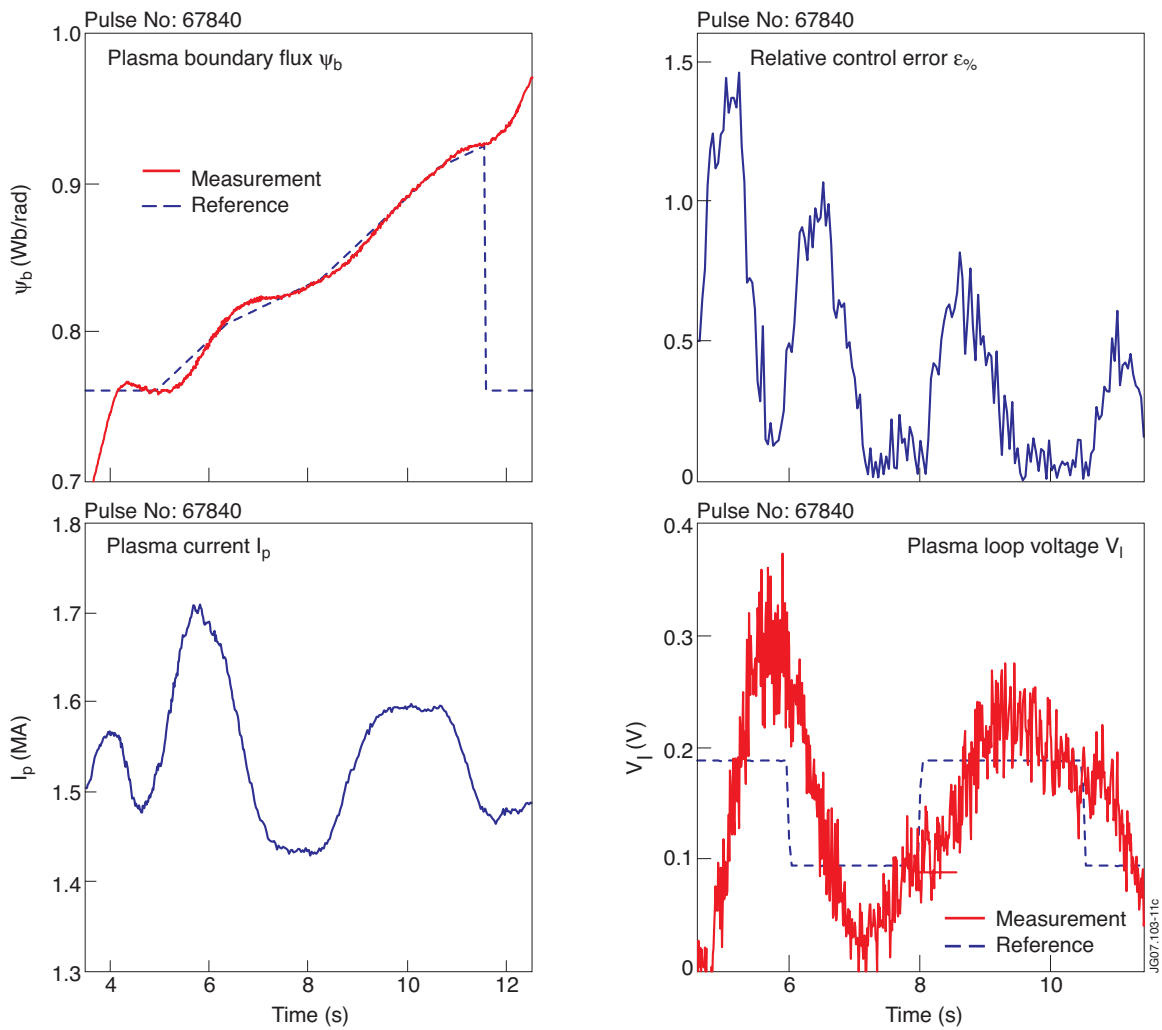 Pulse No: 67840
1.0
Plasma boundary flux ψb
Measurement
Reference
0.9
ψb (Wb/rad)
0.8
0.7
Pulse No: 67840
Relative control error ε%
1.5
1.0
0.5
0
Pulse No: 67840
1.8
Plasma current Ip
1.7
1.6
Ip (MA)
1.5
1.4
1.3
4 6 8 10 12
Time (s)
Pulse No: 67840
0.4
Plasma loop voltage Vl
0.3
Vl (V)
0.2
0.1
Measurement
Reference
0
6 8 10
Time (s)
JG07.103-11c